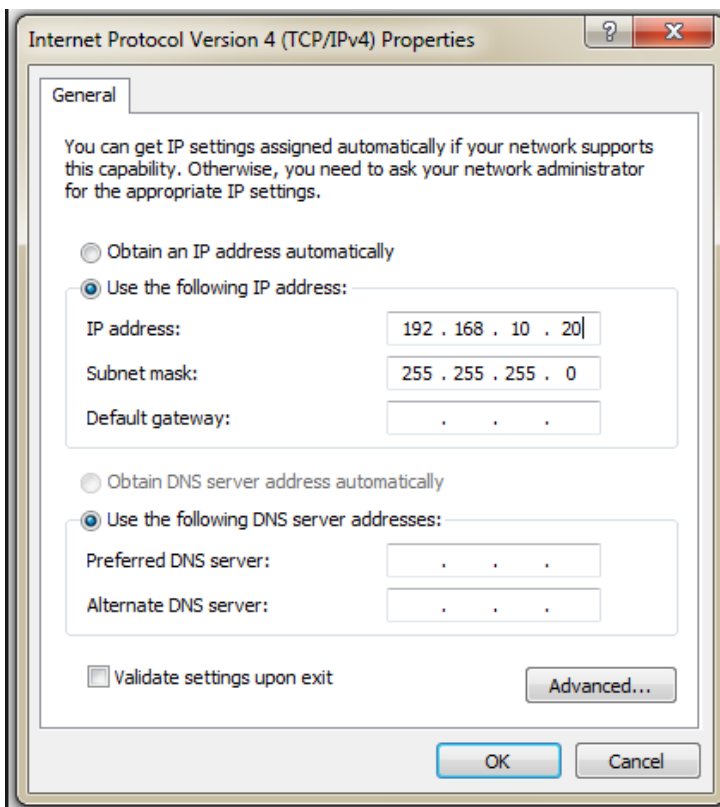 Internet Protocol Version 4 (TCP/IPv4) Properties
?
General
You can get IP settings assigned automatically if your network supports
this capability. Otherwise, you need to ask your network administrator
for the appropriate IP settings.
Obtain an IP address automatically
Use the following IP address:
IP address: 192 . 168 . 10 . 20
Subnet mask: 255 . 255 . 255 . 0
Default gateway: . . .
Obtain DNS server address automatically
Use the following DNS server addresses:
Preferred DNS server: . . .
Alternate DNS server: . . .
Validate settings upon exit
Advanced...
OK Cancel